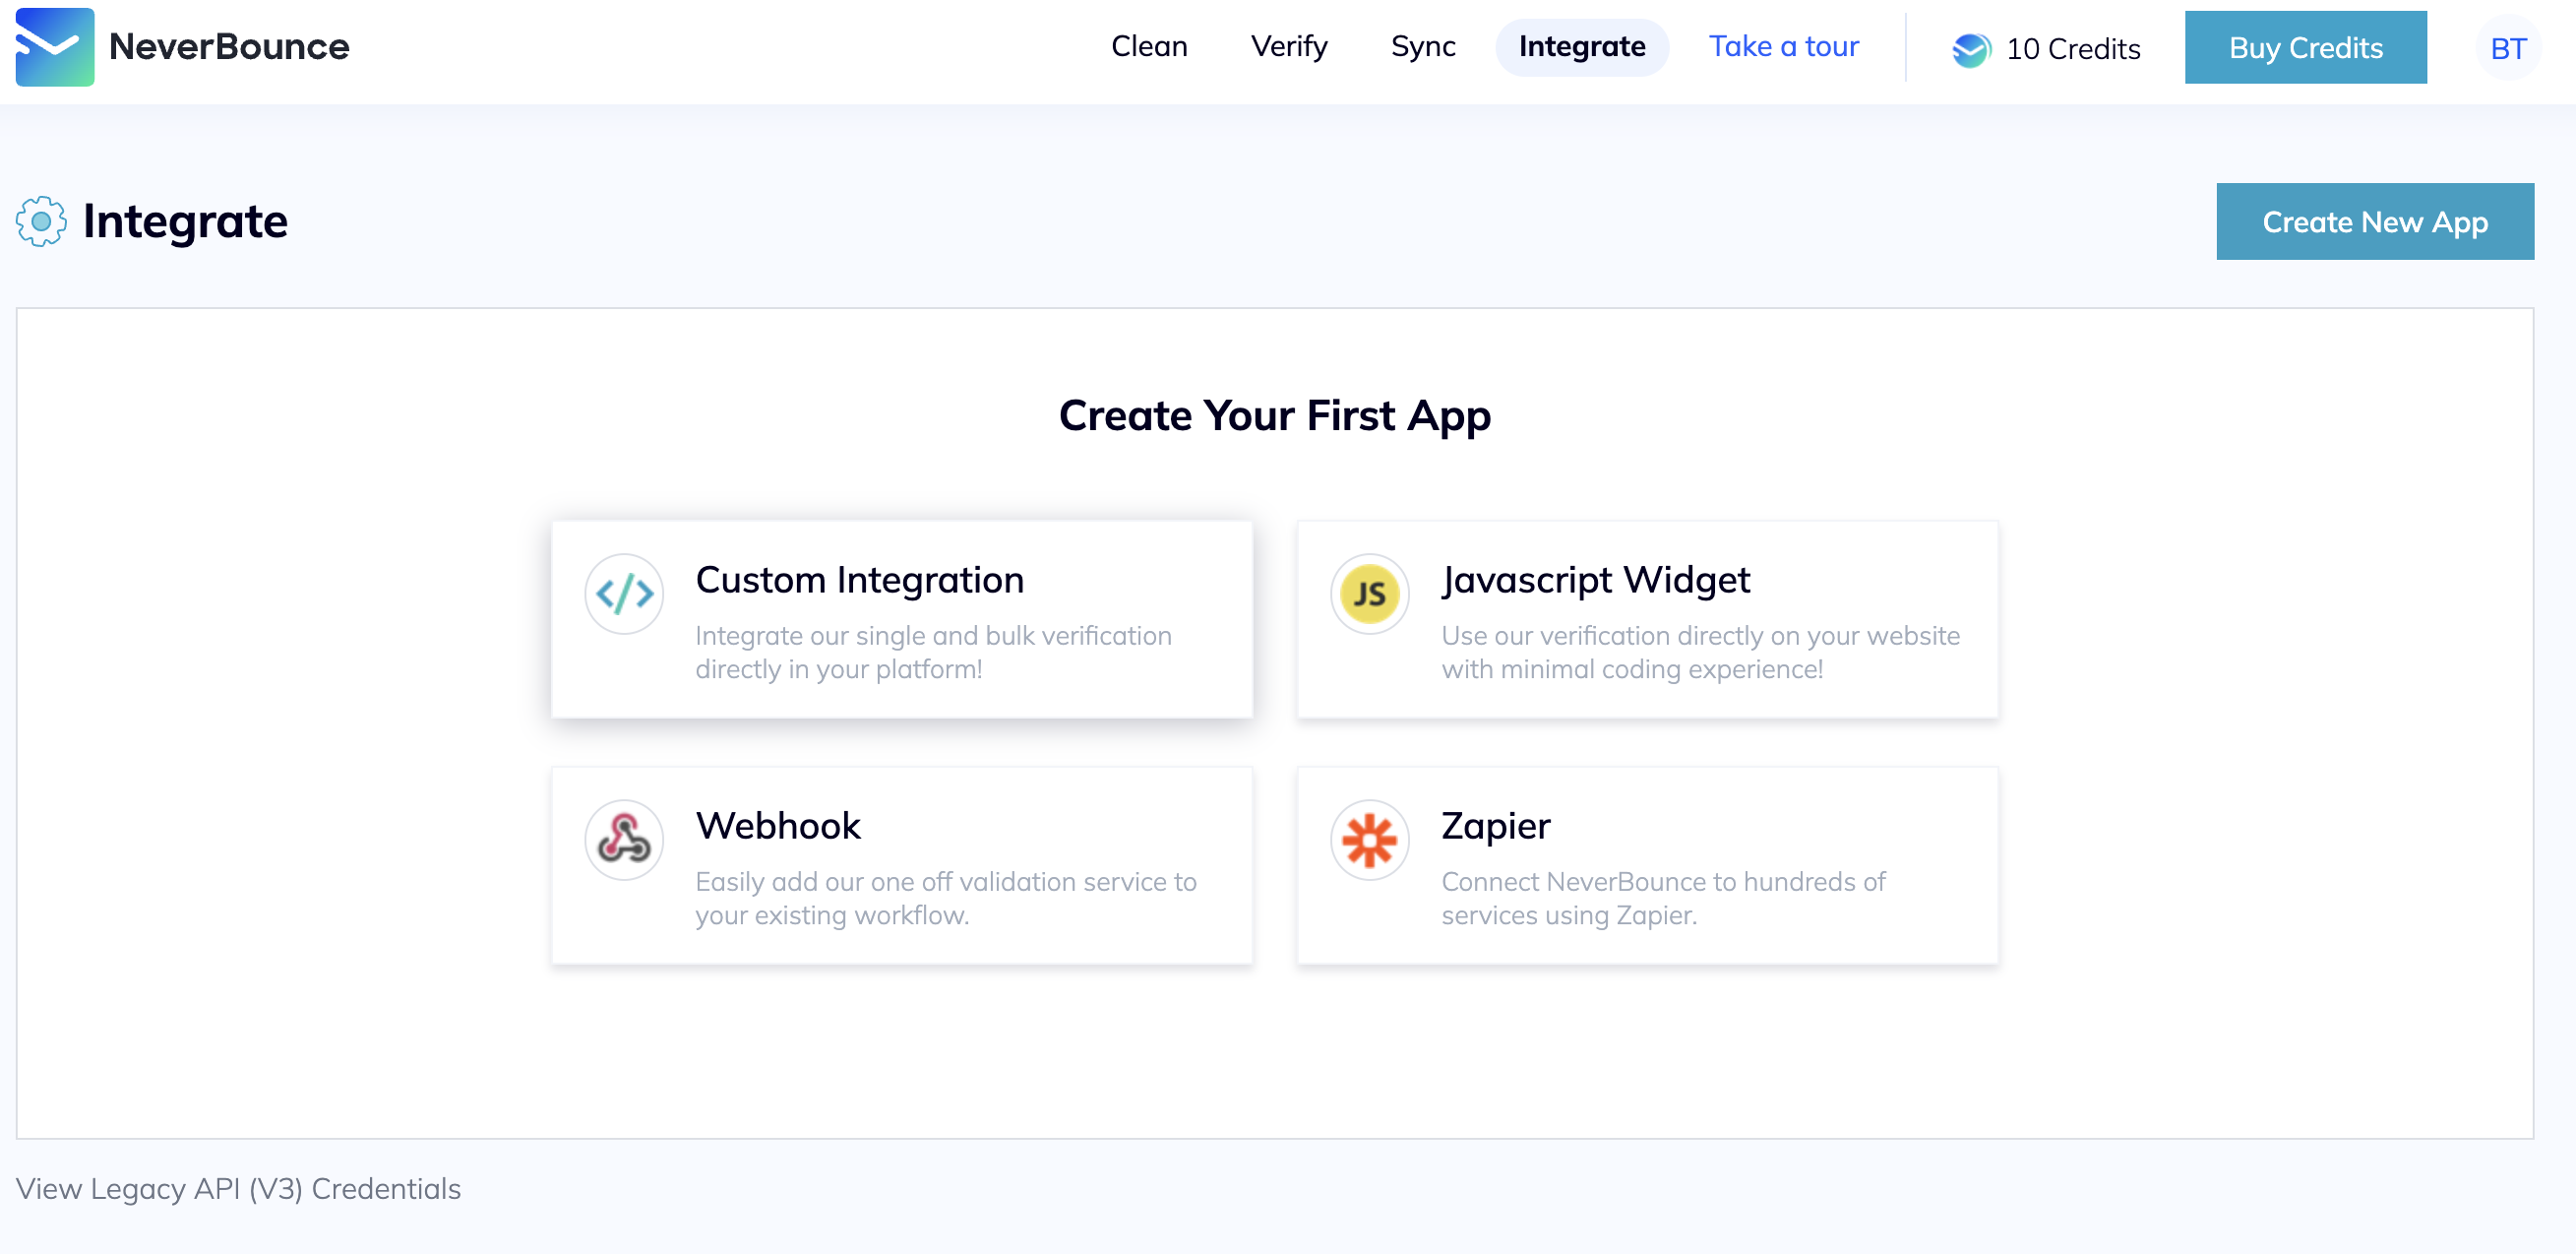 NeverBounce
Clean
Verify
Sync
Integrate
Take a tour
10 Credits
Buy Credits
BT
Integrate
Create New App
Create Your First App
Custom Integration
Integrate our single and bulk verification
directly in your platform!
JS
Javascript Widget
Use our verification directly on your website
with minimal coding experience!
Webhook
Easily add our one off validation service to
your existing workflow.
Zapier
Connect NeverBounce to hundreds of
services using Zapier.
View Legacy API (V3) Credentials